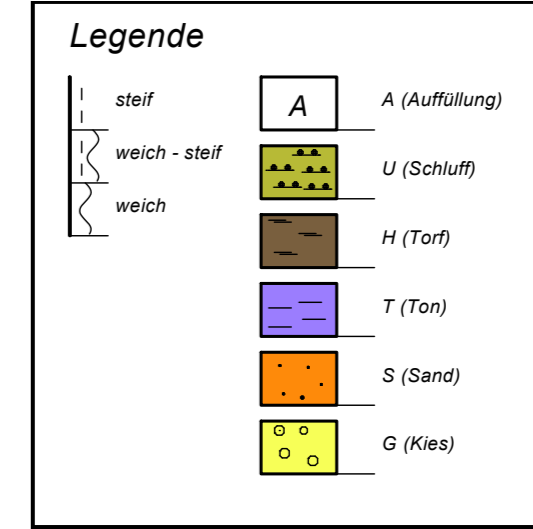 Legende
steif
weich - steif
weich
A
A (Auffüllung)
U (Schluff)
H (Torf)
T (Ton)
S (Sand)
G (Kies)